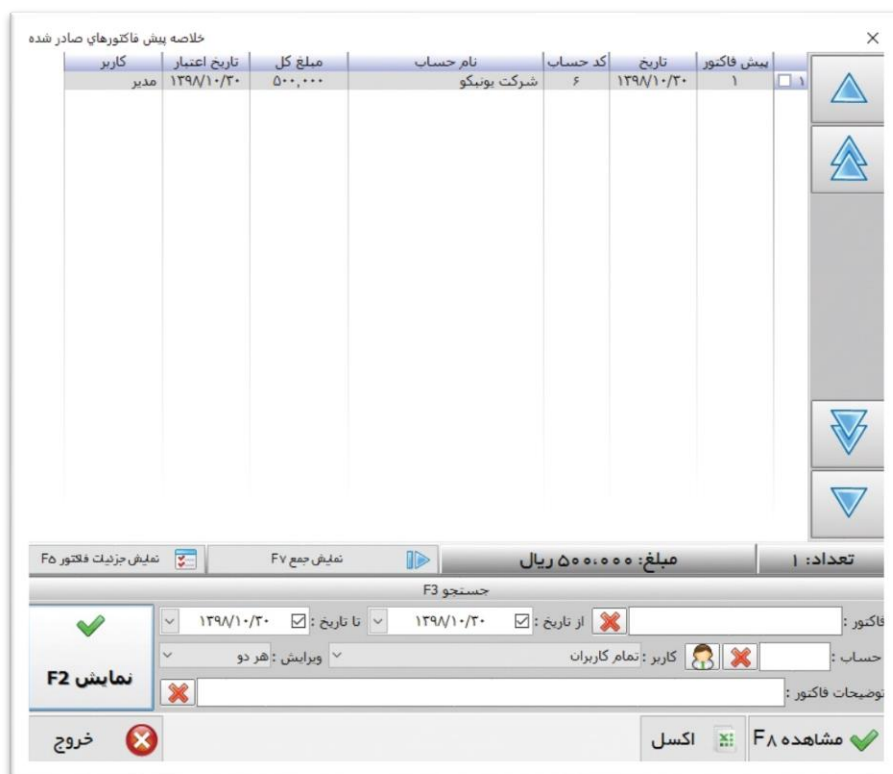 خلاصه پیش فاکتورهاي صادر شده
پیش فاکتور تاریخ کد حساب نام حساب مبلغ کل تاریخ اعتبار کاربر
۱ ۱ ۱۳۹۸/۱۰/۳۰ ۶ شرکت یونیکو ۵۰۰,۰۰۰ ۱۳۹۸/۱۰/۳۰ مدیر
تعداد: ۱ مبلغ: ۵۰۰،۰۰۰ ریال نمایش جمع F۷ نمایش جزئیات فاکتور F۵
جستجو F3
فاکتور : از تاریخ : ۱۳۹۸/۱۰/۳۰ تا تاریخ : ۱۳۹۸/۱۰/۳۰
حساب : کاربر : تمام کاربران ویرایش : هر دو
توضیحات فاکتور :
نمایش F2
مشاهده F۸ اکسل خروج